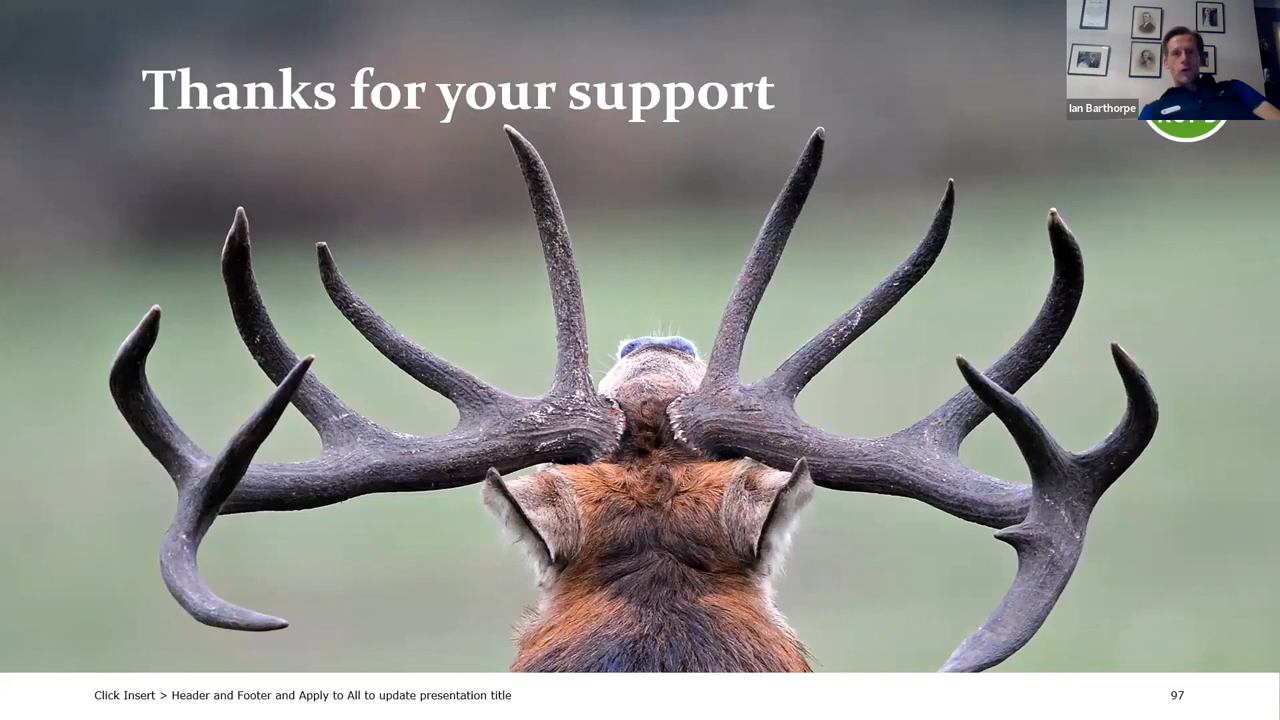 Thanks for your support
Ian Barthorpe
Click Insert > Header and Footer and Apply to All to update presentation title
97